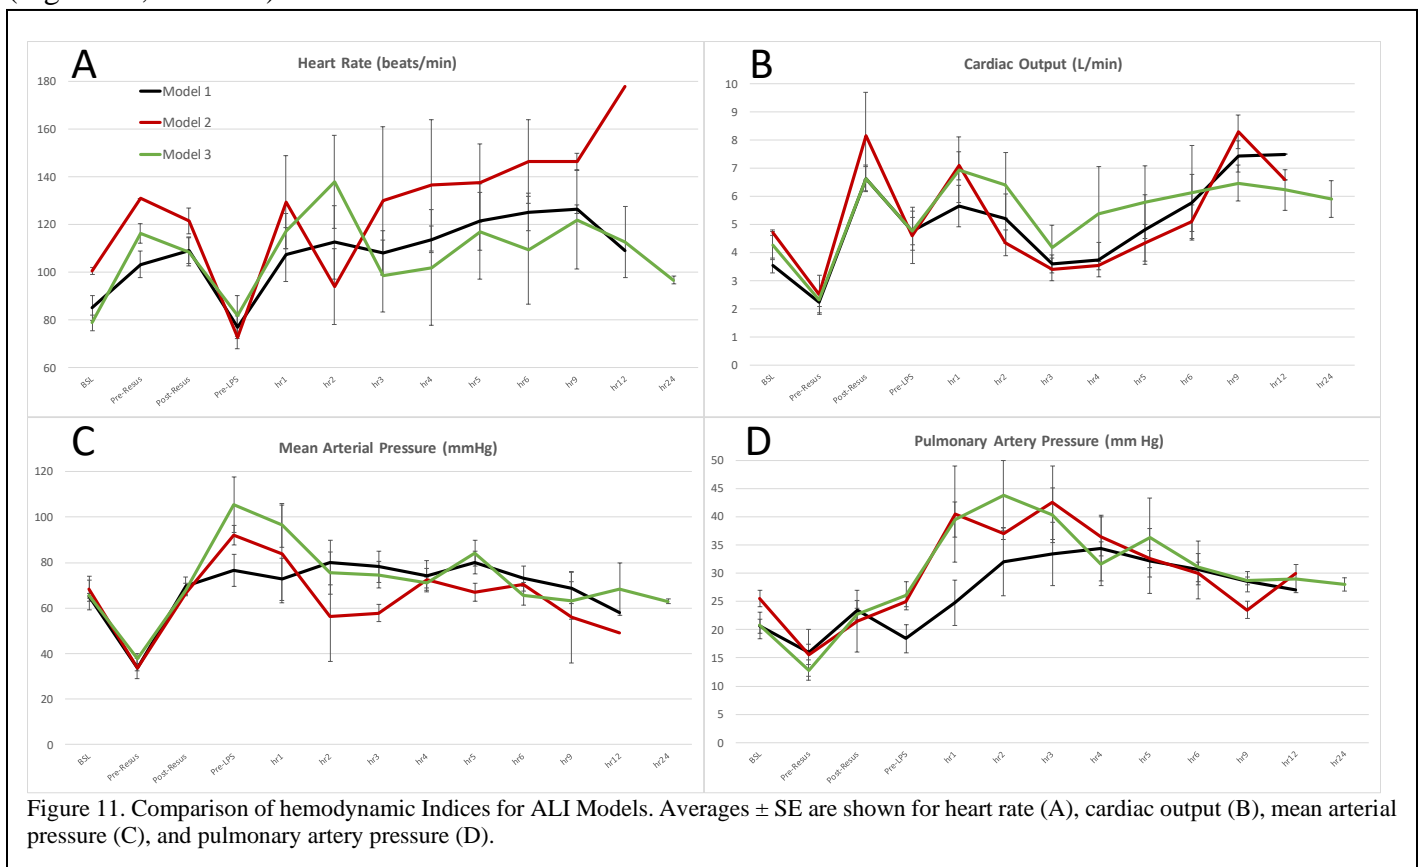 A
Heart Rate (beats/min)
Model 1
Model 2
Model 3
180
160
140
120
100
80
60
BSL
Pre-Resus
Post-Resus
Pre-LPS
hr1
hr2
hr3
hr4
hr5
hr6
hr9
hr12
hr24
B
Cardiac Output (L/min)
10
9
8
7
6
5
4
3
2
1
0
BSL
Pre-Resus
Post-Resus
Pre-LPS
hr1
hr2
hr3
hr4
hr5
hr6
hr9
hr12
hr24
C
Mean Arterial Pressure (mmHg)
120
100
80
60
40
20
0
BSL
Pre-Resus
Post-Resus
Pre-LPS
hr1
hr2
hr3
hr4
hr5
hr6
hr9
hr12
hr24
D
Pulmonary Artery Pressure (mm Hg)
50
45
40
35
30
25
20
15
10
5
0
BSL
Pre-Resus
Post-Resus
Pre-LPS
hr1
hr2
hr3
hr4
hr5
hr6
hr9
hr12
hr24
Figure 11. Comparison of hemodynamic Indices for ALI Models. Averages ± SE are shown for heart rate (A), cardiac output (B), mean arterial
pressure (C), and pulmonary artery pressure (D).